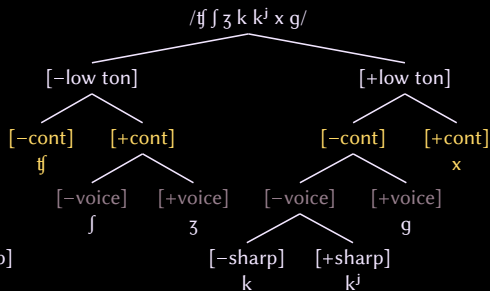 /t͡ʃ ʃ ʒ k kʲ x ɡ/
[−low ton] [+low ton]
[−cont] [+cont] [−cont] [+cont]
t͡ʃ x
[−voice] [+voice] [−voice] [+voice]
ʃ ʒ ɡ
[−sharp] [+sharp]
k kʲ